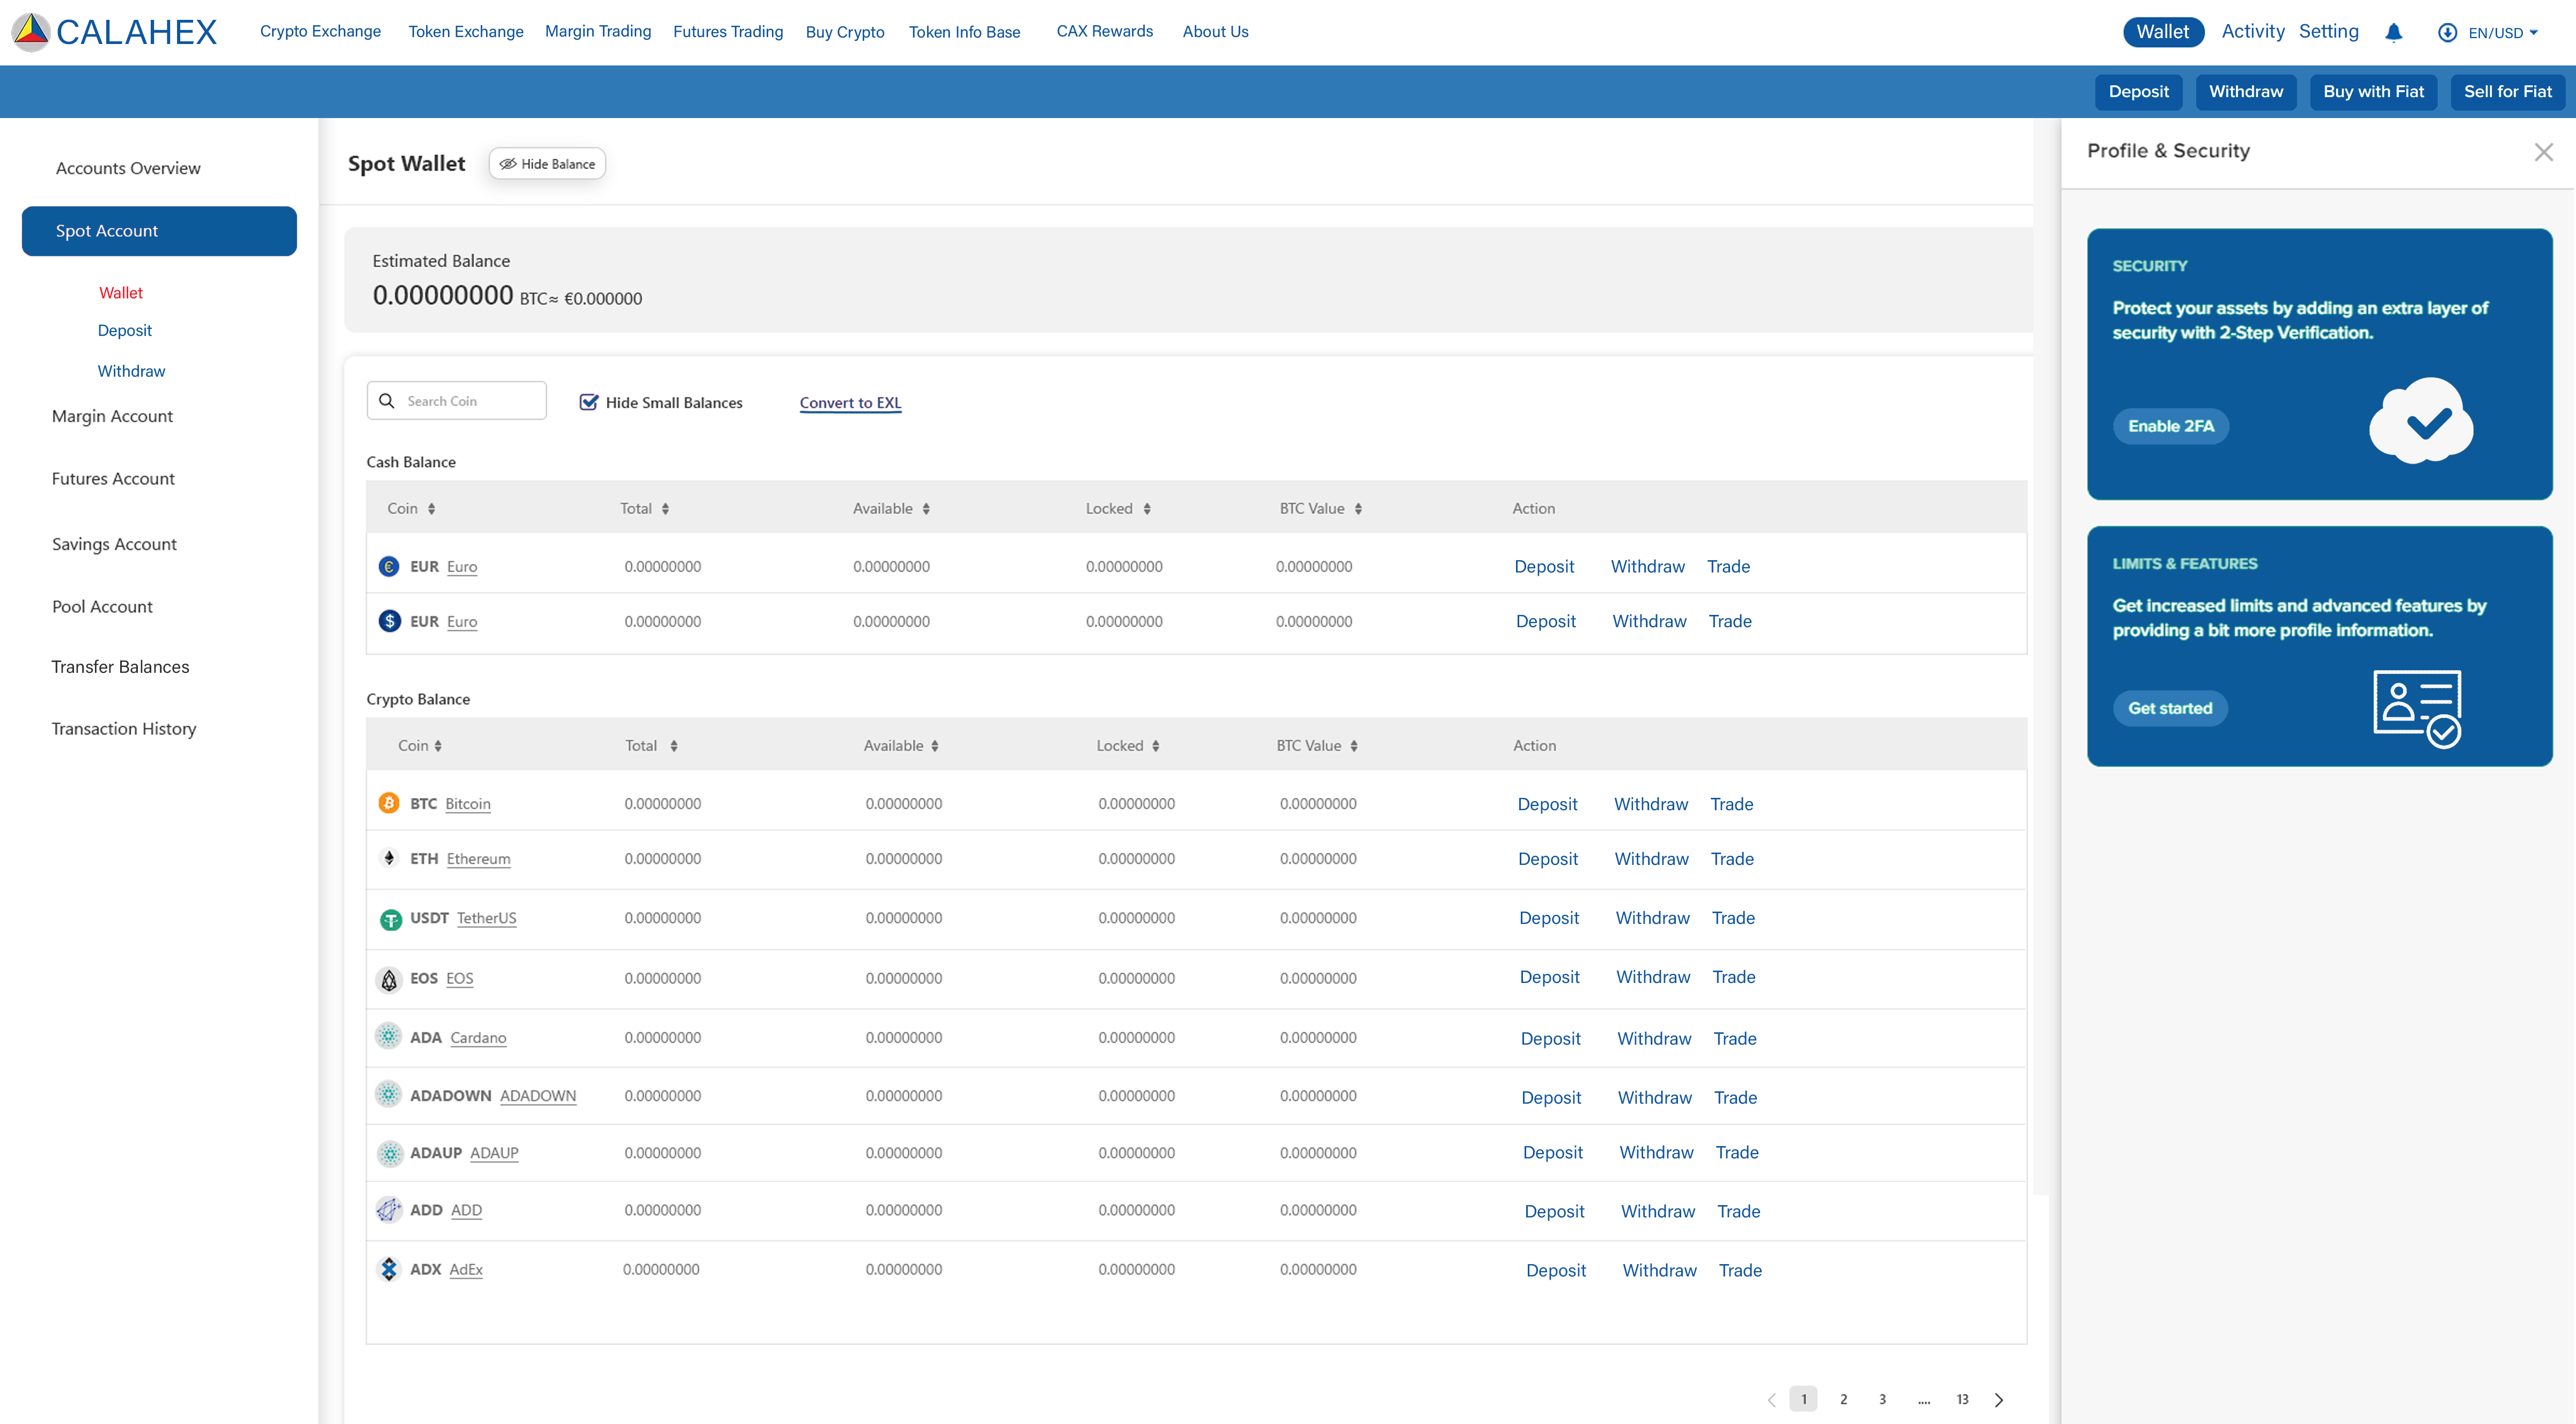 CALAHEX Crypto Exchange Token Exchange Margin Trading Futures Trading Buy Crypto Token Info Base CAX Rewards About Us Wallet Activity Setting EN/USD
Deposit Withdraw Buy with Fiat Sell for Fiat
Accounts Overview
Spot Account
Wallet
Deposit
Withdraw
Margin Account
Futures Account
Savings Account
Pool Account
Transfer Balances
Transaction History
Spot Wallet Hide Balance
Estimated Balance
0.00000000 BTC≈ €0.000000
Search Coin Hide Small Balances Convert to EXL
Cash Balance
Coin Total Available Locked BTC Value Action
EUR Euro 0.00000000 0.00000000 0.00000000 0.00000000 Deposit Withdraw Trade
EUR Euro 0.00000000 0.00000000 0.00000000 0.00000000 Deposit Withdraw Trade
Crypto Balance
Coin Total Available Locked BTC Value Action
BTC Bitcoin 0.00000000 0.00000000 0.00000000 0.00000000 Deposit Withdraw Trade
ETH Ethereum 0.00000000 0.00000000 0.00000000 0.00000000 Deposit Withdraw Trade
USDT TetherUS 0.00000000 0.00000000 0.00000000 0.00000000 Deposit Withdraw Trade
EOS EOS 0.00000000 0.00000000 0.00000000 0.00000000 Deposit Withdraw Trade
ADA Cardano 0.00000000 0.00000000 0.00000000 0.00000000 Deposit Withdraw Trade
ADADOWN ADADOWN 0.00000000 0.00000000 0.00000000 0.00000000 Deposit Withdraw Trade
ADAUP ADAUP 0.00000000 0.00000000 0.00000000 0.00000000 Deposit Withdraw Trade
ADD ADD 0.00000000 0.00000000 0.00000000 0.00000000 Deposit Withdraw Trade
ADX AdEx 0.00000000 0.00000000 0.00000000 0.00000000 Deposit Withdraw Trade
1 2 3 .... 13
Profile & Security
SECURITY
Protect your assets by adding an extra layer of
security with 2-Step Verification.
Enable 2FA
LIMITS & FEATURES
Get increased limits and advanced features by
providing a bit more profile information.
Get started